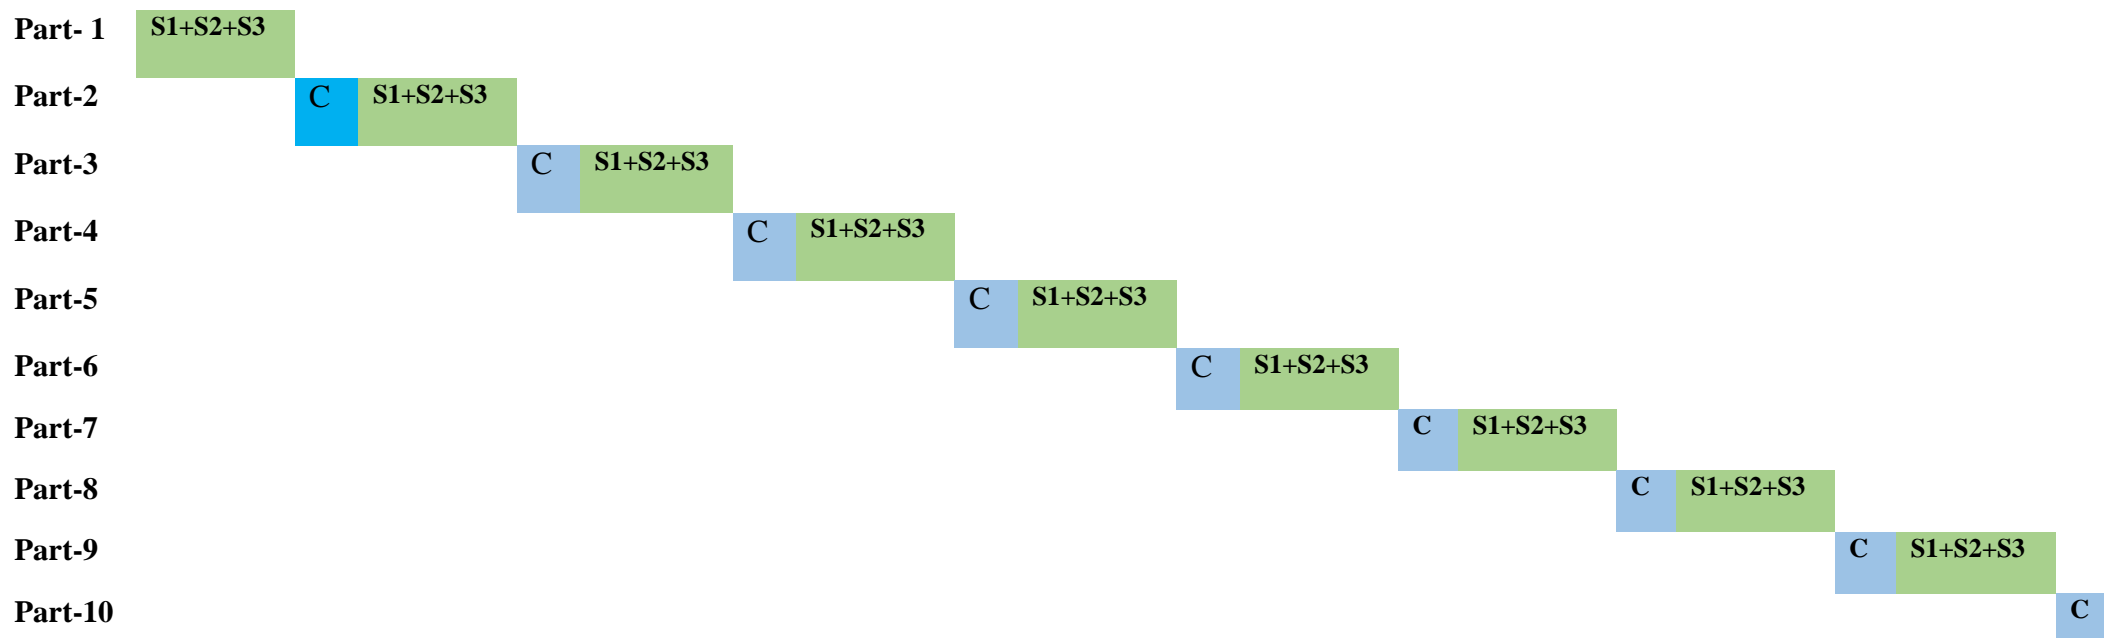 Part- 1 S1+S2+S3
Part-2 C S1+S2+S3
Part-3 C S1+S2+S3
Part-4 C S1+S2+S3
Part-5 C S1+S2+S3
Part-6 C S1+S2+S3
Part-7 C S1+S2+S3
Part-8 C S1+S2+S3
Part-9 C S1+S2+S3
Part-10 C